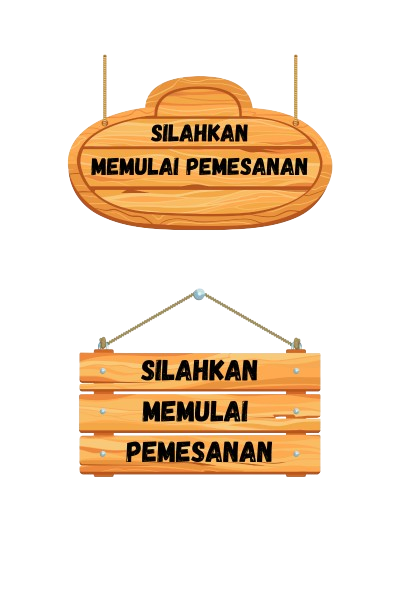 SILAHKAN
MEMULAI PEMESANAN
SILAHKAN
MEMULAI
PEMESANAN